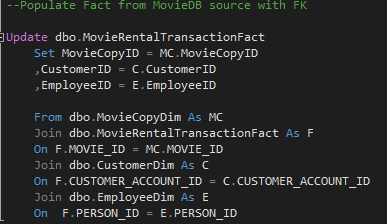 --Populate Fact from MovieDB source with FK
Update dbo.MovieRentalTransactionFact
Set MovieCopyID = MC.MovieCopyID
,CustomerID = C.CustomerID
,EmployeeID = E.EmployeeID
From dbo.MovieCopyDim As MC
Join dbo.MovieRentalTransactionFact As F
On F.MOVIE_ID = MC.MOVIE_ID
Join dbo.CustomerDim As C
On F.CUSTOMER_ACCOUNT_ID = C.CUSTOMER_ACCOUNT_ID
Join dbo.EmployeeDim As E
On  F.PERSON_ID = E.PERSON_ID